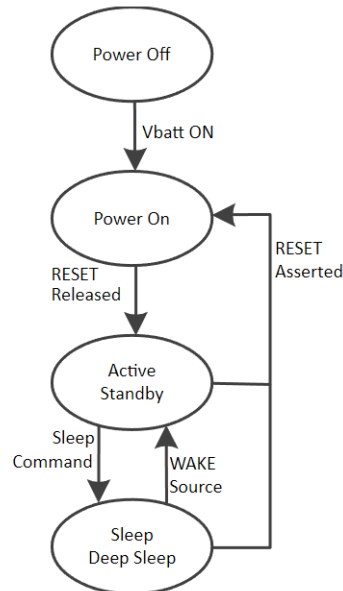 Power Off
Vbatt ON
Power On
RESET
Asserted
RESET
Released
Active
Standby
Sleep
Command
WAKE
Source
Sleep
Deep Sleep